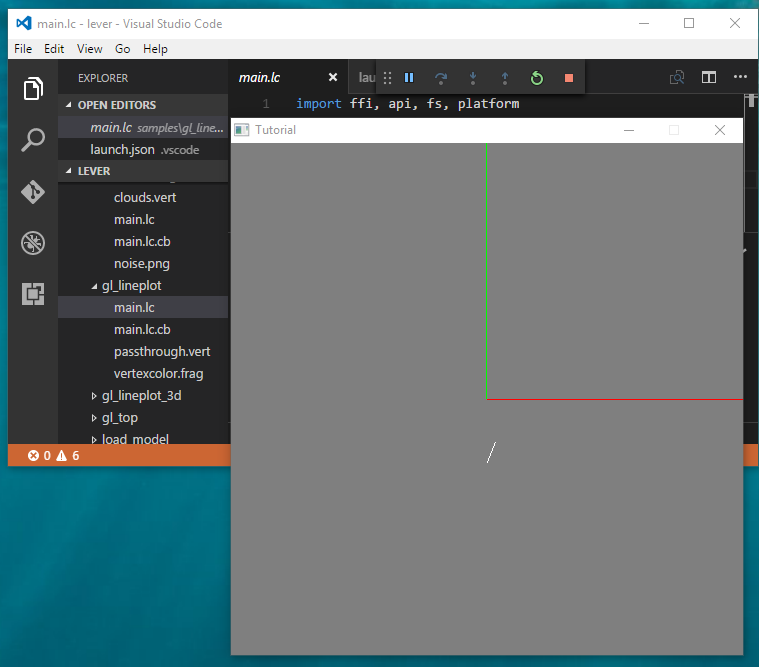 main.lc - lever - Visual Studio Code
File Edit View Go Help
EXPLORER
OPEN EDITORS
main.lc samples\gl_line...
launch.json .vscode
LEVER
clouds.vert
main.lc
main.lc.cb
noise.png
gl_lineplot
main.lc
main.lc.cb
passthrough.vert
vertexcolor.frag
gl_lineplot_3d
gl_top
load_model
0 6
main.lc
lau
1 import ffi, api, fs, platform
Tutorial